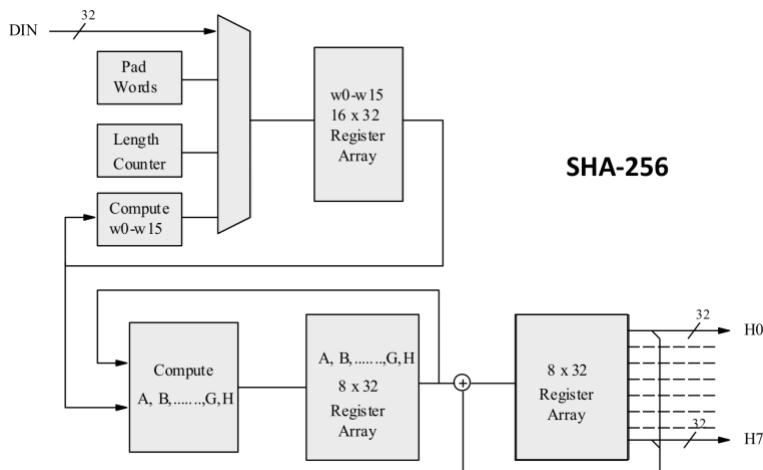 32
DIN
Pad
Words
Length
Counter
Compute
w0-w15
w0-w15
16 x 32
Register
Array
SHA-256
Compute
A, B,.......,G,H
A, B,.......,G,H
8 x 32
Register
Array
+
8 x 32
Register
Array
32
H0
32
H7